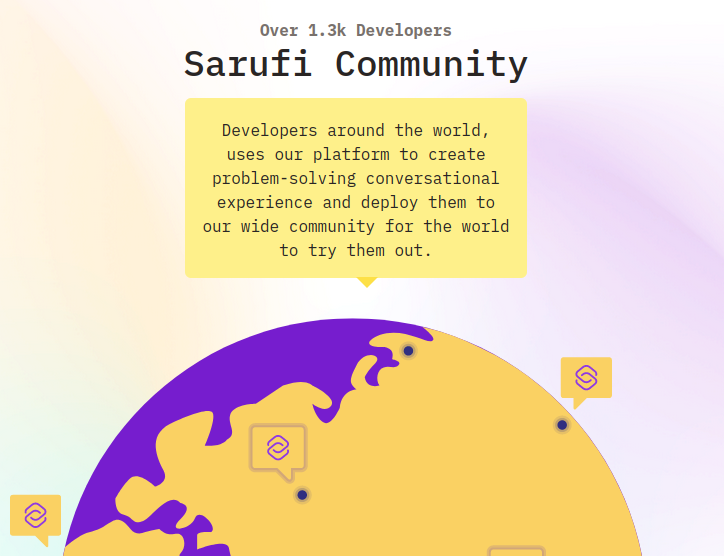 Over 1.3k Developers
Sarufi Community
Developers around the world,
uses our platform to create
problem-solving conversational
experience and deploy them to
our wide community for the world
to try them out.